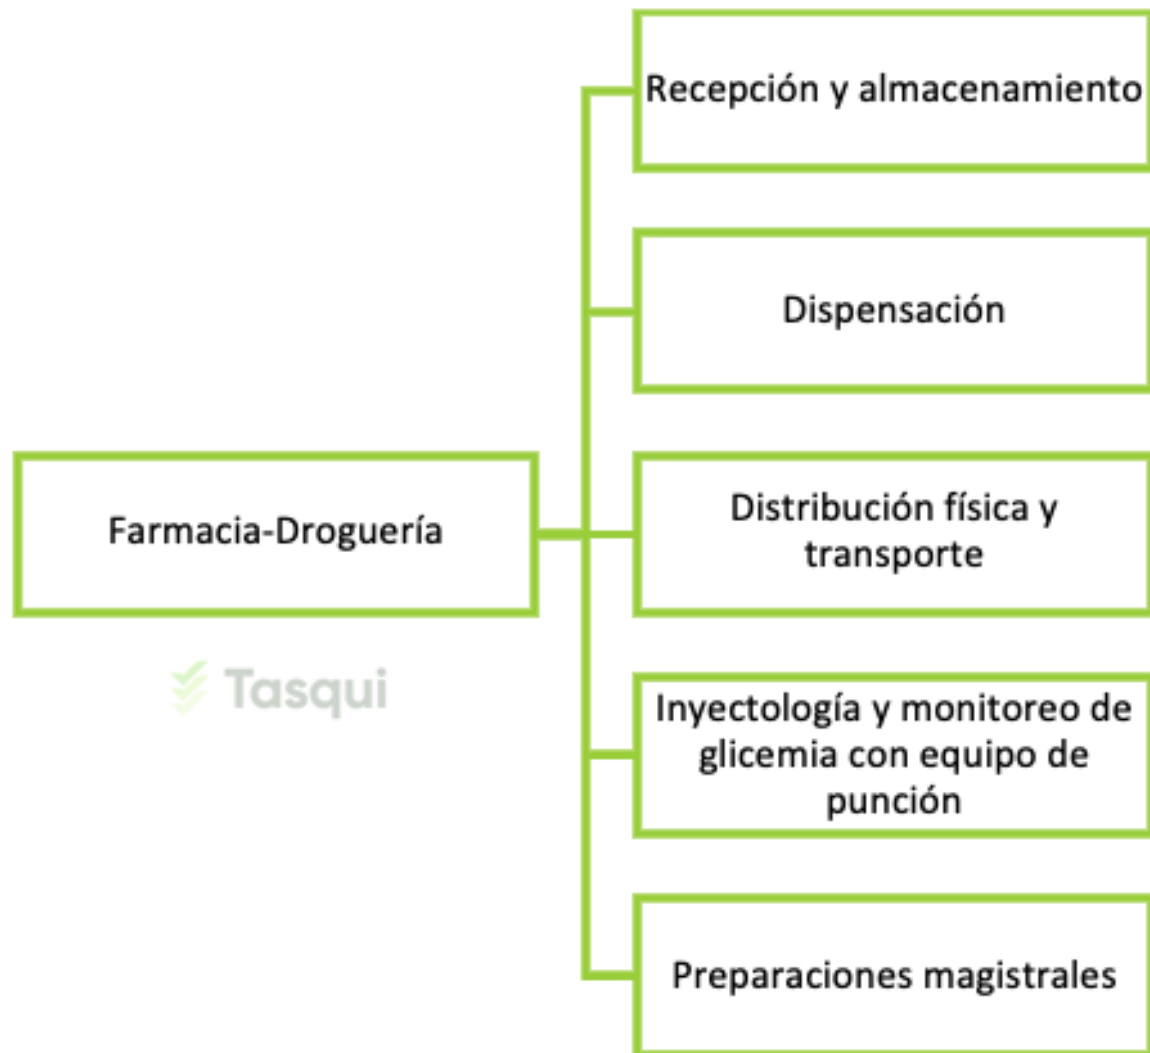 Recepción y almacenamiento
Dispensación
Farmacia-Droguería
Distribución física y
transporte
Tasqui
Inyectología y monitoreo de
glicemia con equipo de
punción
Preparaciones magistrales